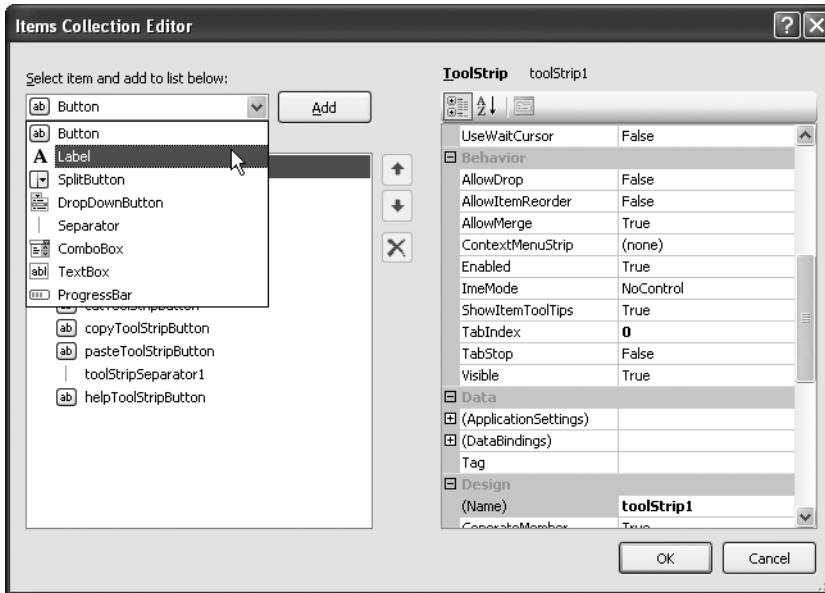 Items Collection Editor
Select item and add to list below:
Button
Add
Button
Label
SplitButton
DropDownButton
Separator
ComboBox
TextBox
ProgressBar
copyToolStripButton
pasteToolStripButton
toolStripSeparator1
helpToolStripButton
ToolStrip toolStrip1
UseWaitCursor False
Behavior
AllowDrop False
AllowItemReorder False
AllowMerge True
ContextMenuStrip (none)
Enabled True
ImeMode NoControl
ShowItemToolTips True
TabIndex 0
TabStop False
Visible True
Data
(ApplicationSettings)
(DataBindings)
Tag
Design
(Name) toolStrip1
OK Cancel